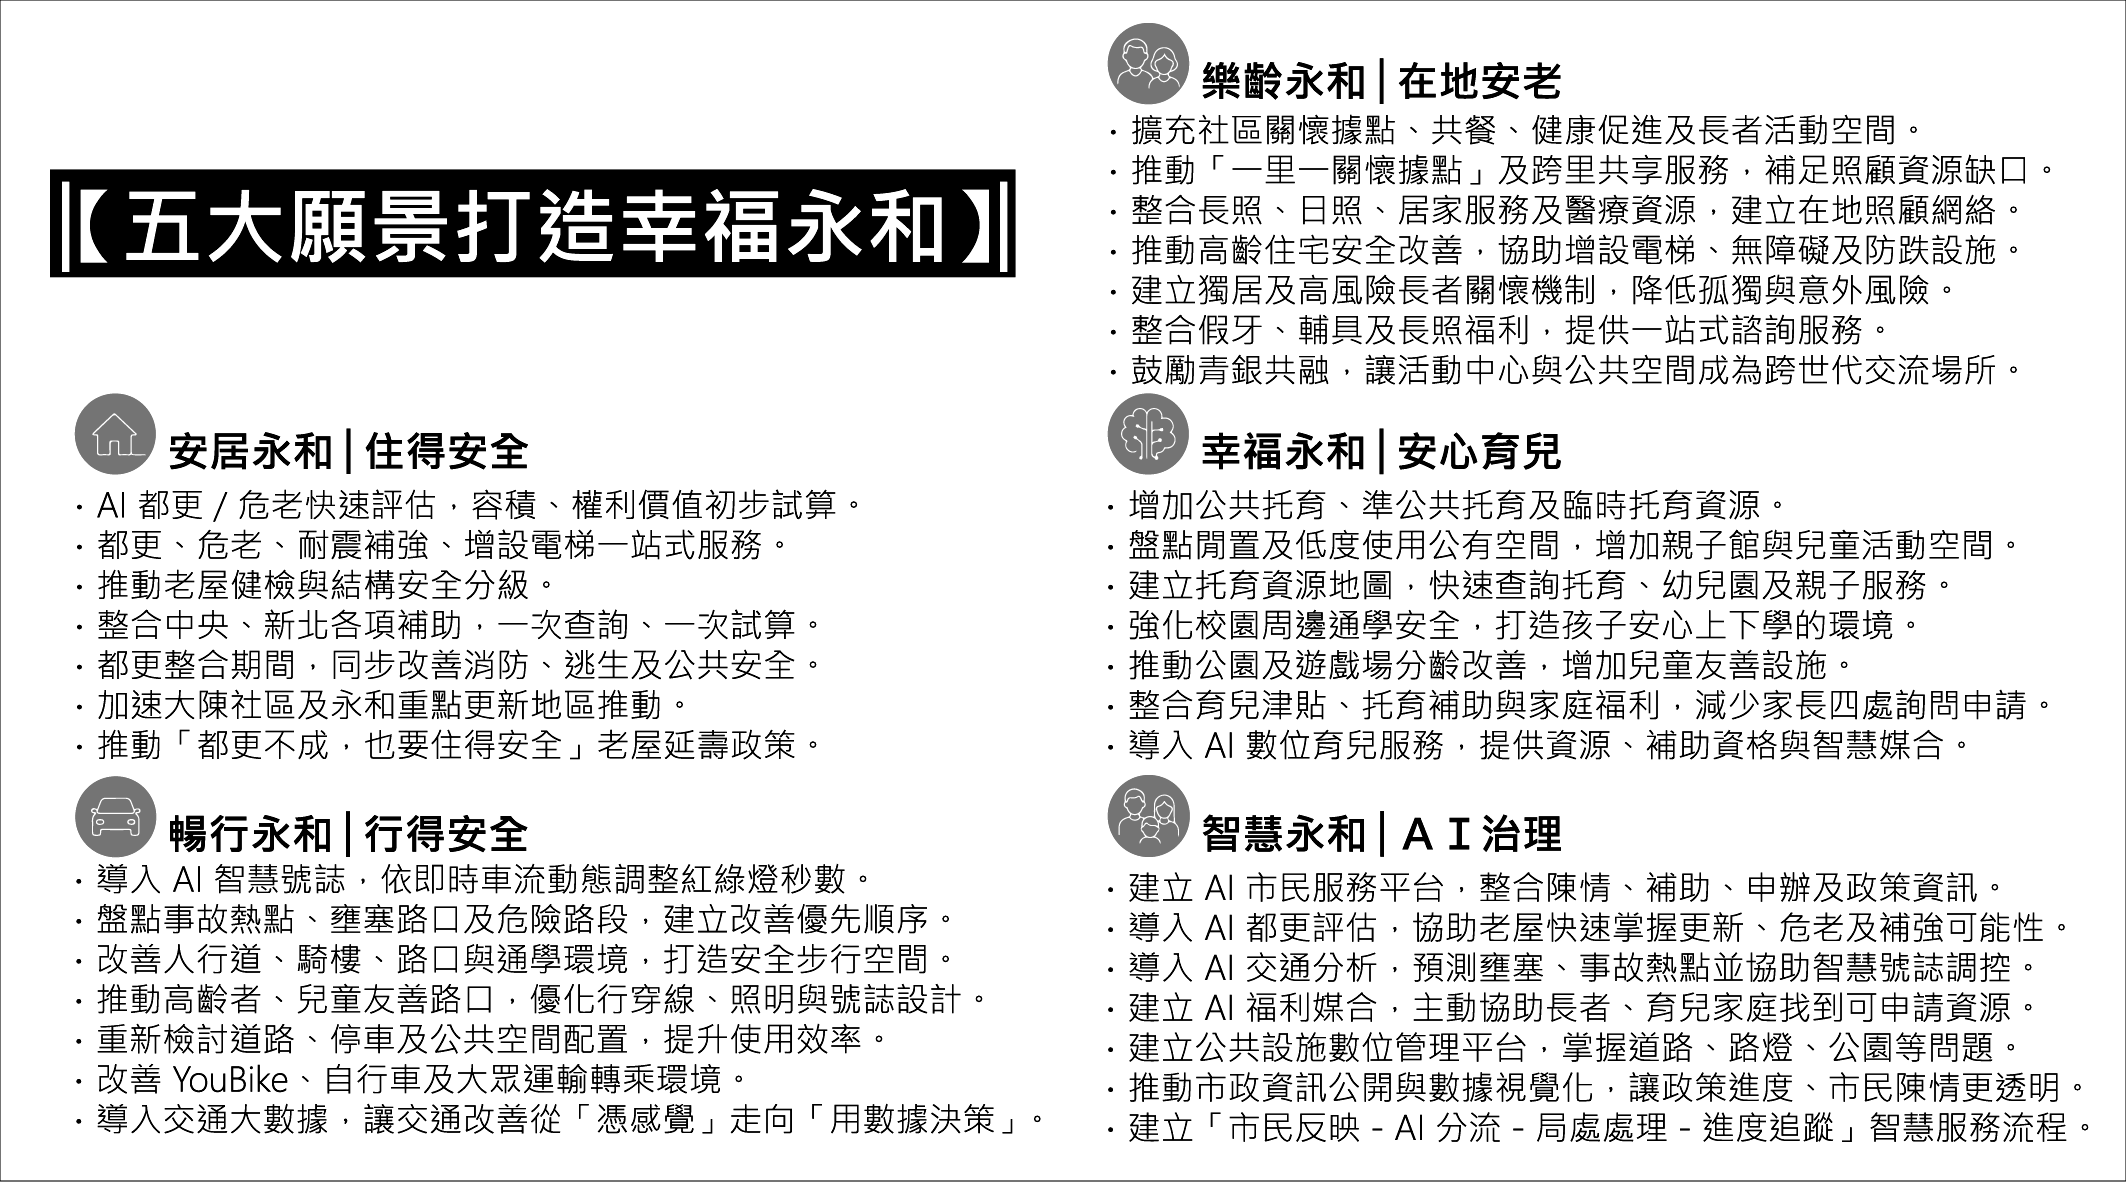 【五大願景打造幸福永和】
安居永和|住得安全
· AI 都更 / 危老快速評估，容積、權利價值初步試算。
· 都更、危老、耐震補強、增設電梯一站式服務。
· 推動老屋健檢與結構安全分級。
· 整合中央、新北各項補助，一次查詢、一次試算。
· 都更整合期間，同步改善消防、逃生及公共安全。
· 加速大陳社區及永和重點更新地區推動。
· 推動「都更不成，也要住得安全」老屋延壽政策。
暢行永和|行得安全
· 導入 AI 智慧號誌，依即時車流動態調整紅綠燈秒數。
· 盤點事故熱點、壅塞路口及危險路段，建立改善優先順序。
· 改善人行道、騎樓、路口與通學環境，打造安全步行空間。
· 推動高齡者、兒童友善路口，優化行穿線、照明與號誌設計。
· 重新檢討道路、停車及公共空間配置，提升使用效率。
· 改善 YouBike、自行車及大眾運輸轉乘環境。
· 導入交通大數據，讓交通改善從「憑感覺」走向「用數據決策」。
樂齡永和|在地安老
· 擴充社區關懷據點、共餐、健康促進及長者活動空間。
· 推動「一里一關懷據點」及跨里共享服務，補足照顧資源缺口。
· 整合長照、日照、居家服務及醫療資源，建立在地照顧網絡。
· 推動高齡住宅安全改善，協助增設電梯、無障礙及防跌設施。
· 建立獨居及高風險長者關懷機制，降低孤獨與意外風險。
· 整合假牙、輔具及長照福利，提供一站式諮詢服務。
· 鼓勵青銀共融，讓活動中心與公共空間成為跨世代交流場所。
幸福永和|安心育兒
· 增加公共托育、準公共托育及臨時托育資源。
· 盤點閒置及低度使用公有空間，增加親子館與兒童活動空間。
· 建立托育資源地圖，快速查詢托育、幼兒園及親子服務。
· 強化校園周邊通學安全，打造孩子安心上下學的環境。
· 推動公園及遊戲場分齡改善，增加兒童友善設施。
· 整合育兒津貼、托育補助與家庭福利，減少家長四處詢問申請。
· 導入 AI 數位育兒服務，提供資源、補助資格與智慧媒合。
智慧永和|ＡＩ治理
· 建立 AI 市民服務平台，整合陳情、補助、申辦及政策資訊。
· 導入 AI 都更評估，協助老屋快速掌握更新、危老及補強可能性。
· 導入 AI 交通分析，預測壅塞、事故熱點並協助智慧號誌調控。
· 建立 AI 福利媒合，主動協助長者、育兒家庭找到可申請資源。
· 建立公共設施數位管理平台，掌握道路、路燈、公園等問題。
· 推動市政資訊公開與數據視覺化，讓政策進度、市民陳情更透明。
· 建立「市民反映 - AI 分流 - 局處處理 - 進度追蹤」智慧服務流程。